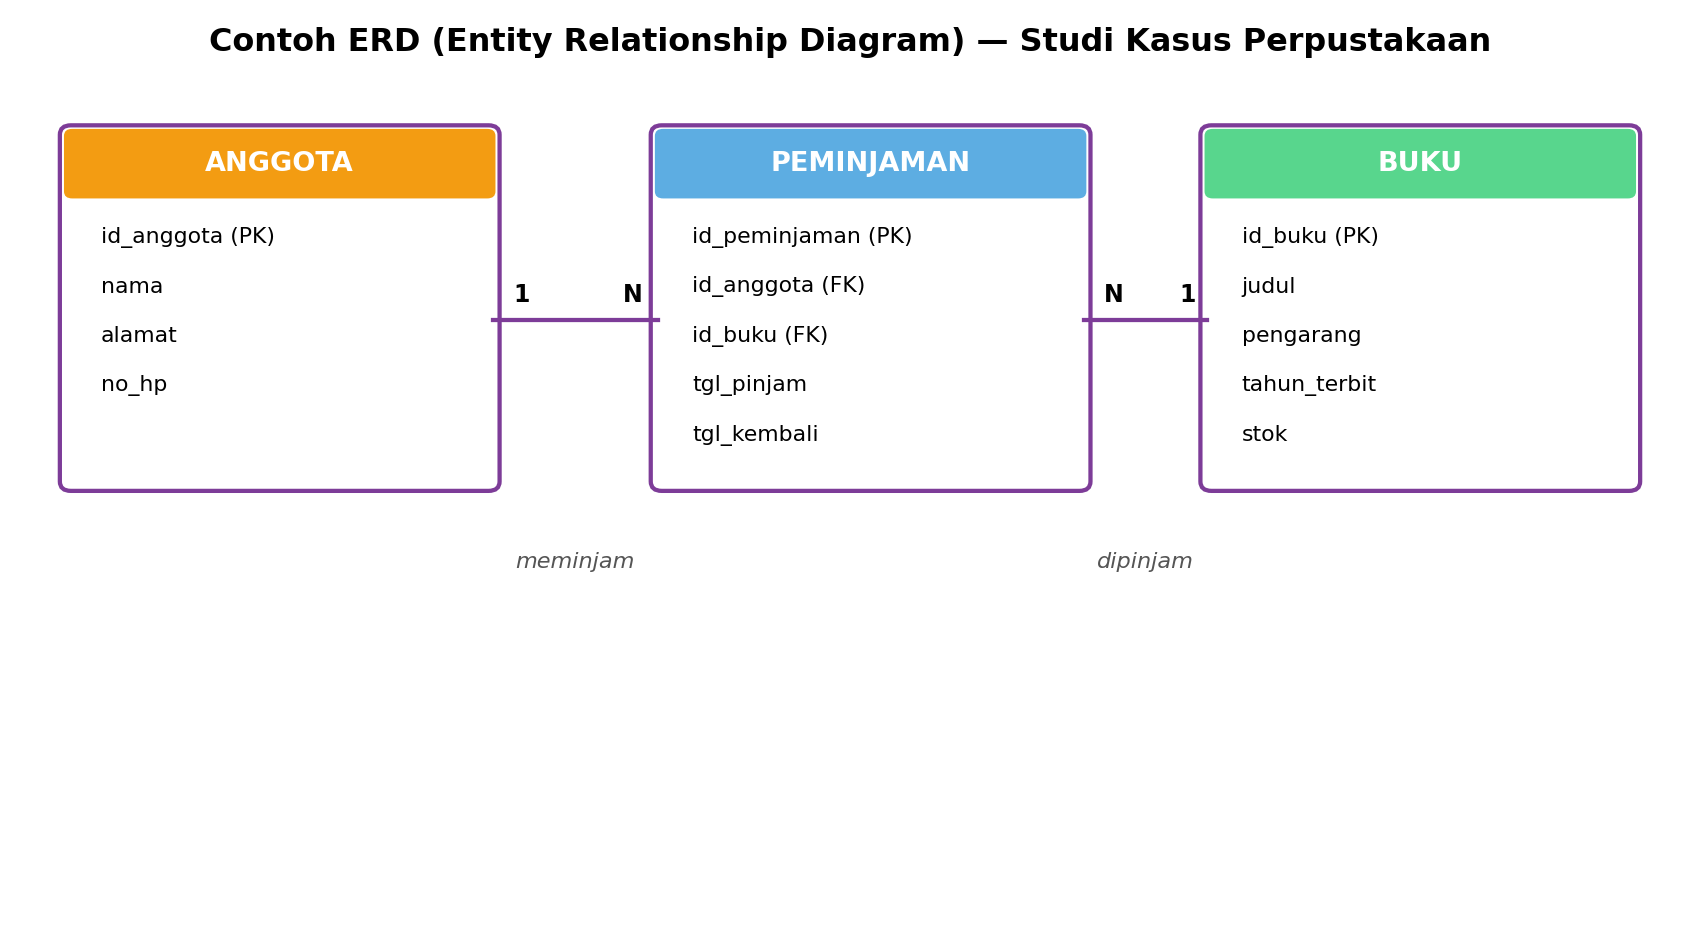 Contoh ERD (Entity Relationship Diagram) — Studi Kasus Perpustakaan
ANGGOTA
id_anggota (PK)
nama
alamat
no_hp
1
N
PEMINJAMAN
id_peminjaman (PK)
id_anggota (FK)
id_buku (FK)
tgl_pinjam
tgl_kembali
N
1
BUKU
id_buku (PK)
judul
pengarang
tahun_terbit
stok
meminjam
dipinjam